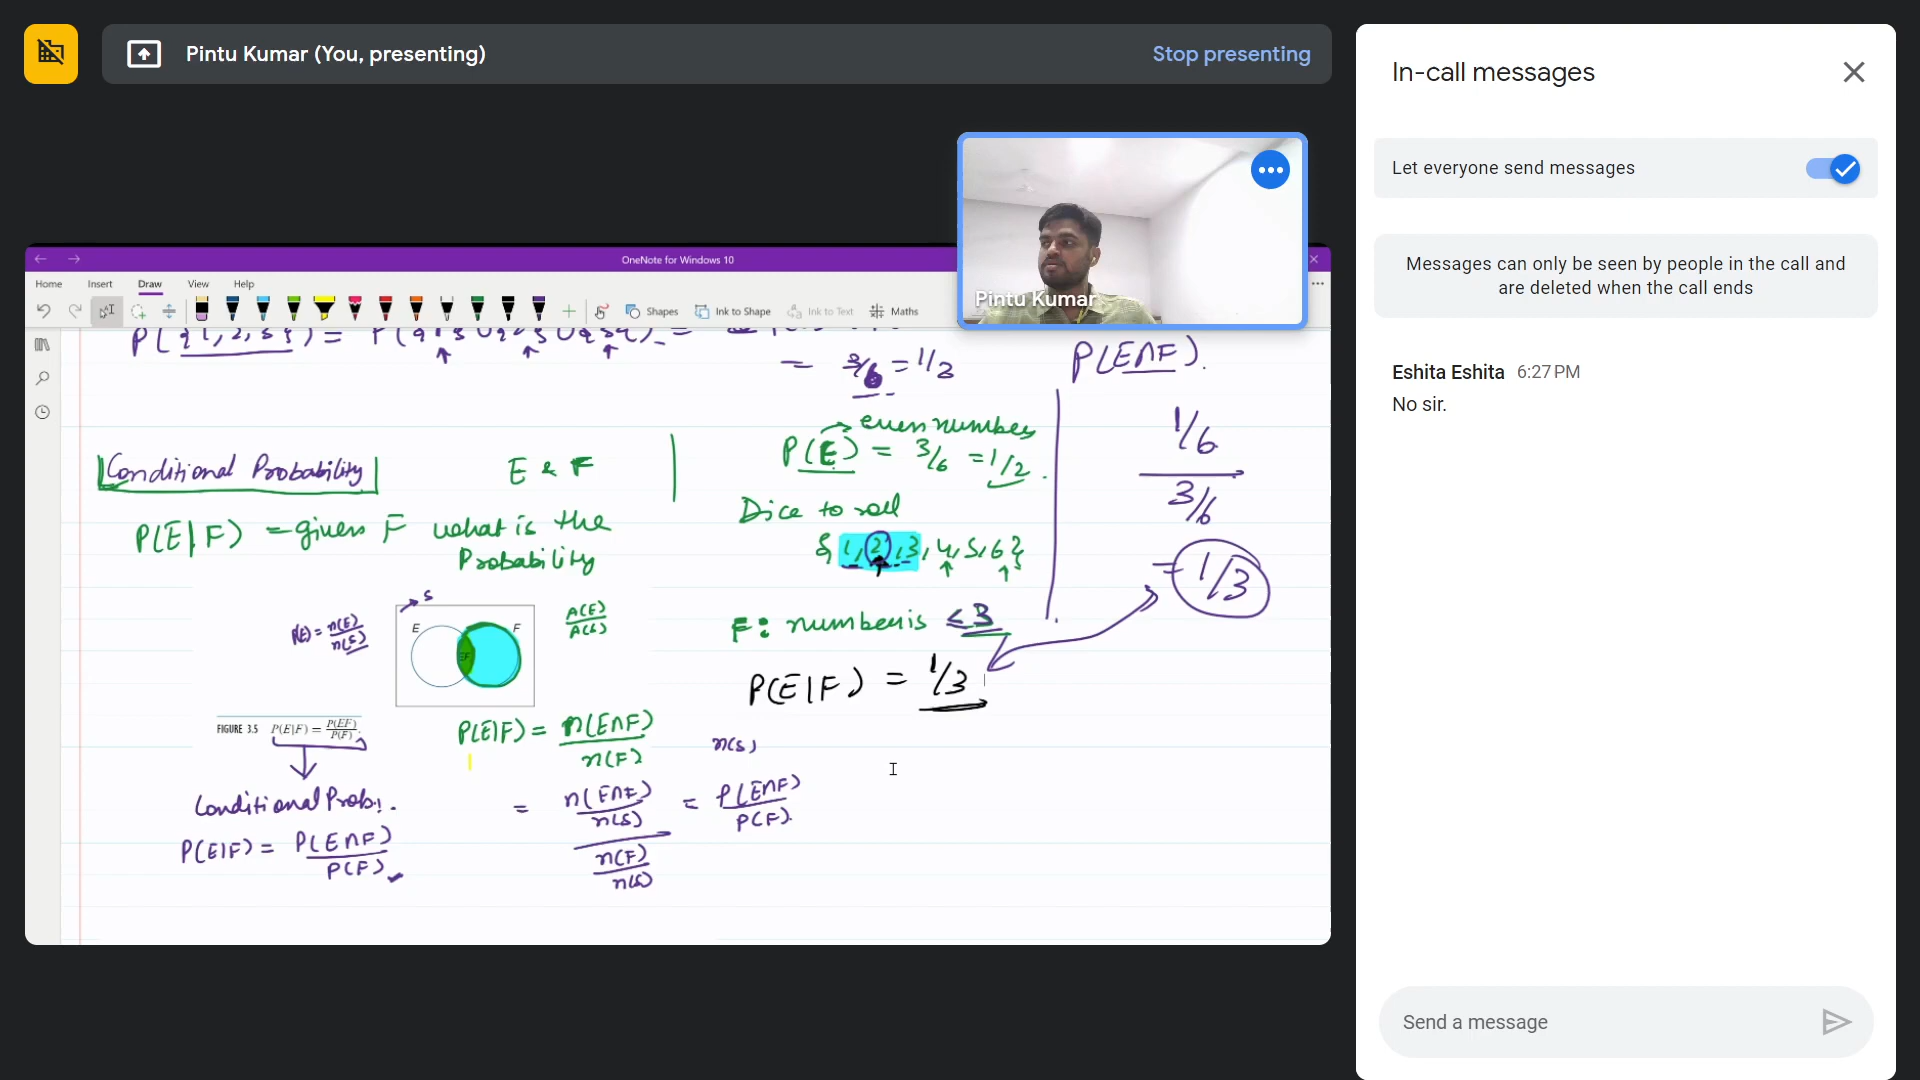 Pintu Kumar (You, presenting)
Stop presenting
In-call messages
Let everyone send messages
Messages can only be seen by people in the call and
are deleted when the call ends
Eshita Eshita 6:27 PM
No sir.
Send a message
Pintu Kumar
OneNote for Windows 10
Home Insert Draw View Help
Shapes Ink to Shape Ink to Text Maths
P({1,2,3}) =
= 3/6 = 1/2
P(E∩F).
1/6
3/6
= 1/3
even number
P(E) = 3/6 = 1/2.
Conditional Probability
E & F
Dice to roll
{1, 2, 3, 4, 5, 6}
P(E|F) = given F what is the
Probability
F: number is ≤ 3
P(E|F) = 1/3
S
P(E) = n(E)/n(S)
E F
EF
A(E)/A(S)
FIGURE 3.5 P(E|F) = P(EF)/P(F).
P(E|F) = n(E∩F)/n(F)
n(S)
Conditional Prob.
= n(E∩F)/n(S) = P(E∩F)/P(F).
n(F)/n(S)
P(E|F) = P(E∩F)/P(F)